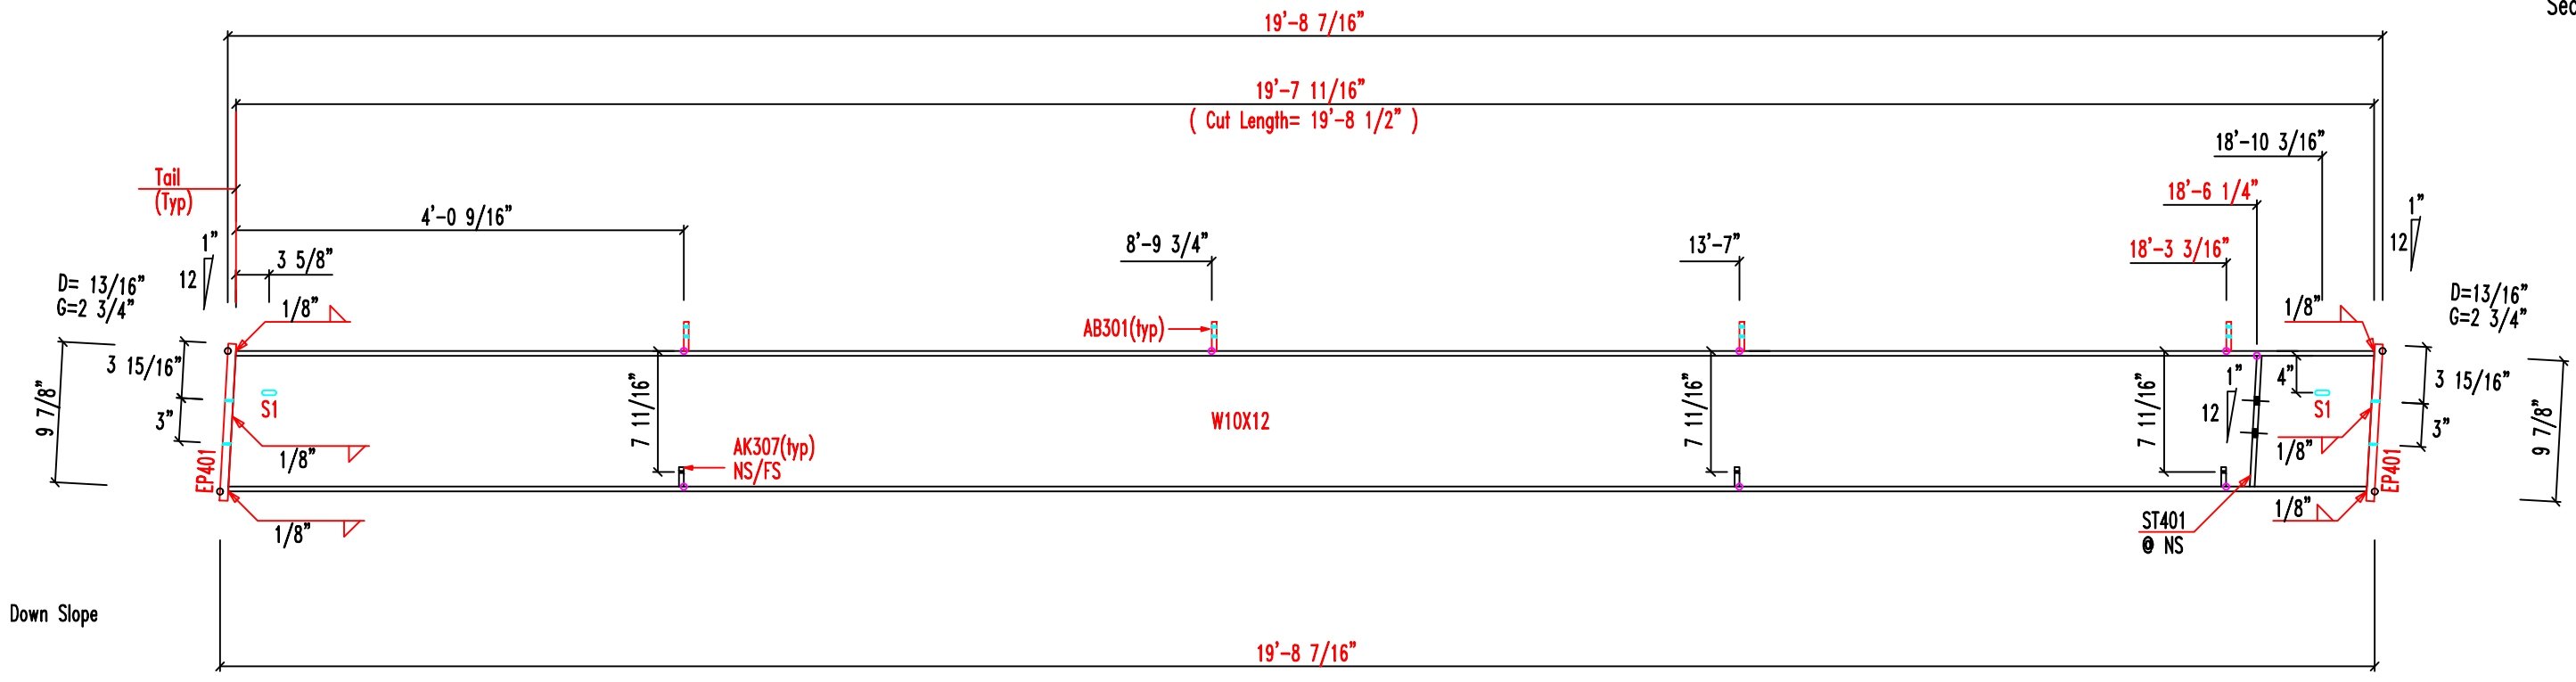 Sec
19'-8 7/16"
19'-7 11/16"
( Cut Length= 19'-8 1/2" )
18'-10 3/16"
Tail
(Typ)
18'-6 1/4"
4'-0 9/16"
8'-9 3/4"
13'-7"
18'-3 3/16"
1"
12
3 5/8"
1"
12
D= 13/16"
G=2 3/4"
1/8"
AB301(typ)
1/8"
D=13/16"
G=2 3/4"
3 15/16"
9 7/8"
3"
S1
EP401
1/8"
1/8"
7 11/16"
AK307(typ)
NS/FS
W10X12
7 11/16"
7 11/16"
1"
12
4"
S1
1/8"
1/8"
3 15/16"
3"
9 7/8"
EP401
ST401
@ NS
Down Slope
19'-8 7/16"